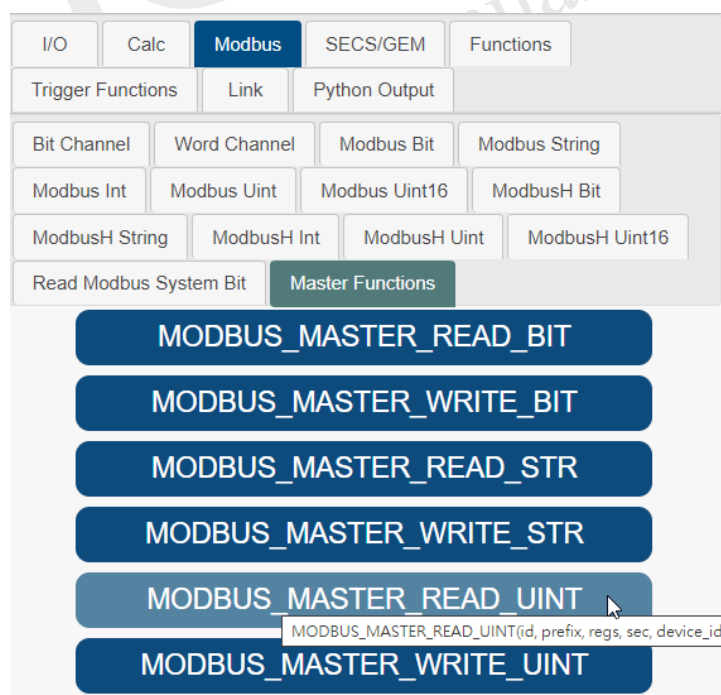 I/O Calc Modbus SECS/GEM Functions
Trigger Functions Link Python Output
Bit Channel Word Channel Modbus Bit Modbus String
Modbus Int Modbus Uint Modbus Uint16 ModbusH Bit
ModbusH String ModbusH Int ModbusH Uint ModbusH Uint16
Read Modbus System Bit Master Functions
MODBUS_MASTER_READ_BIT
MODBUS_MASTER_WRITE_BIT
MODBUS_MASTER_READ_STR
MODBUS_MASTER_WRITE_STR
MODBUS_MASTER_READ_UINT
MODBUS_MASTER_READ_UINT(id, prefix, regs, sec, device_id
MODBUS_MASTER_WRITE_UINT